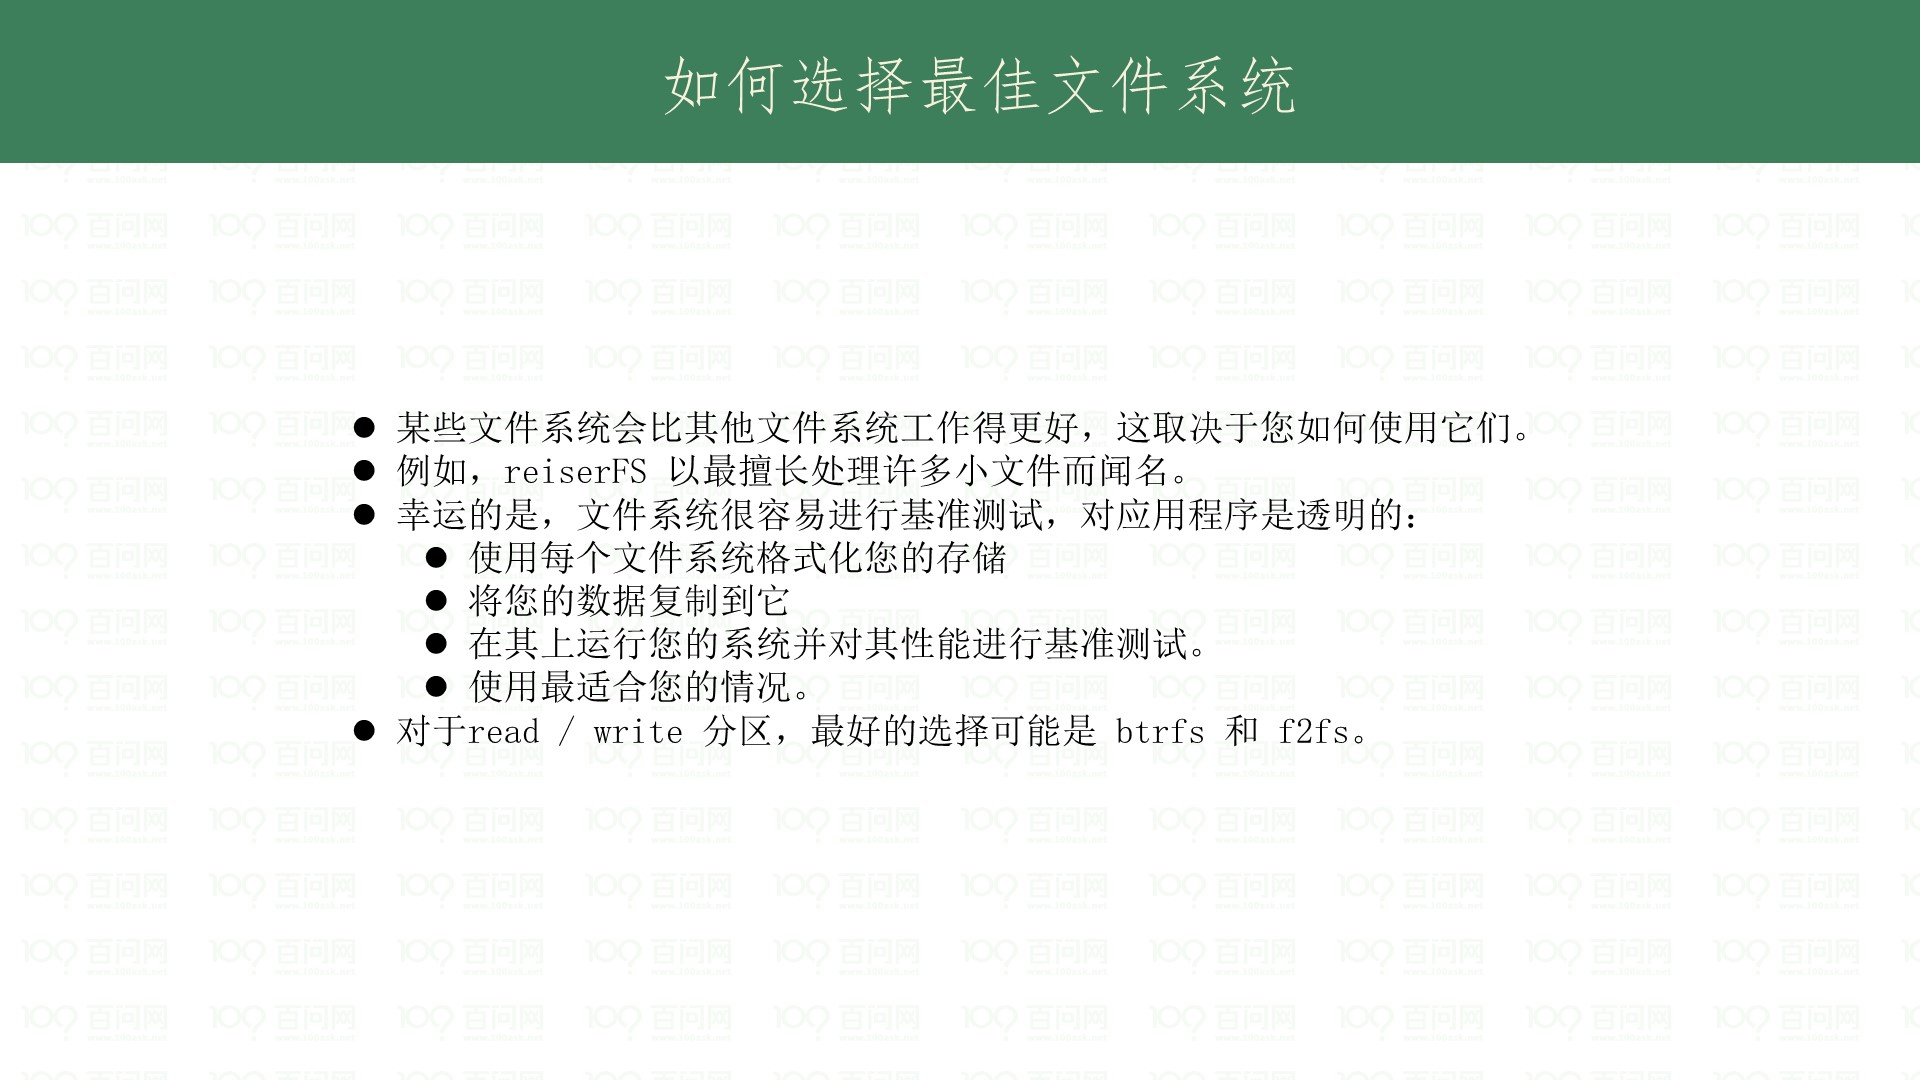 如何选择最佳文件系统
● 某些文件系统会比其他文件系统工作得更好，这取决于您如何使用它们。
● 例如，reiserFS 以最擅长处理许多小文件而闻名。
● 幸运的是，文件系统很容易进行基准测试，对应用程序是透明的：
● 使用每个文件系统格式化您的存储
● 将您的数据复制到它
● 在其上运行您的系统并对其性能进行基准测试。
● 使用最适合您的情况。
● 对于read / write 分区，最好的选择可能是 btrfs 和 f2fs。
百问网
www.100ask.net